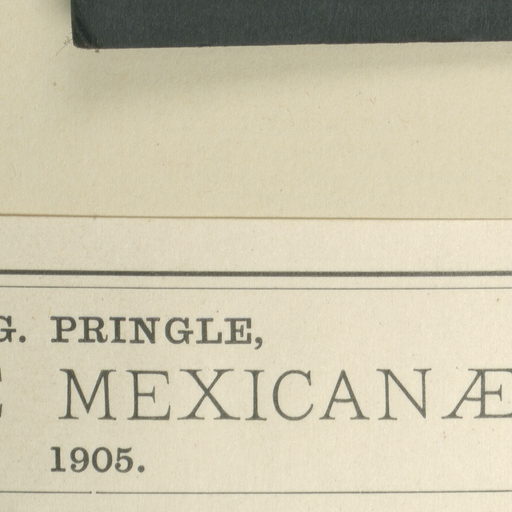 G. PRINGLE,
MEXICANÆ
1905.